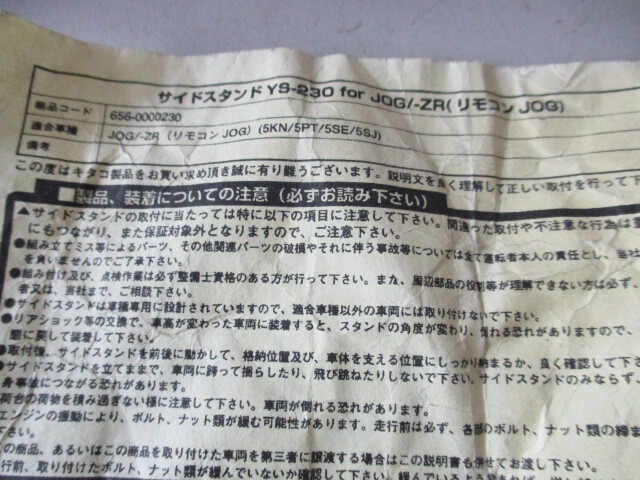 サイドスタンド YS-230 for JOG/-ZR(リモコン JOG)
商品コード 656-0000230
適合車種 JOG/-ZR (リモコン JOG) (5KN/5PT/5SE/5SJ)
備考
この度はキタコ製品をお買い求め頂き誠に有り難うございます。説明文を良く理解して正しい取付を行って下
■製品、装着についての注意(必ずお読み下さい)
▲サイドスタンドの取付に当たっては特に以下の項目に注意して下さい。間違った取付や不注意な行為は重
にもつながり、また保証対象外となりますので、ご注意下さい。
●組み立てミス等によるパーツ、その他関連パーツの破損やそれに伴う事故等については全て運転者本人の責任とし、当社
を負いませんのでご了承下さい。
●組み付け及び、点検作業は必ず整備士資格のある方が行って下さい。また、周辺部品の役割等が理解できない方は必ず、
者又は、当社まで、ご相談下さい。
●サイドスタンドは車種専用に設計されていますので、適合車種以外の車両には取り付けないで下さい。
●リアショック等の交換で、車高が変わった車両に装着すると、スタンドの角度が変わり、倒れる恐れがありますので、
態に戻して装着して下さい。
●取付後、サイドスタンドを前後に動かして、格納位置及び、車体を支える位置にしっかり納まるか、良く確認して下さ
●サイドスタンドを立てたままで、車両に跨って揺らしたり、飛び跳ねたりしないで下さい。サイドスタンドのみならず
身事故につながる恐れがあります。
荷台の荷物を積み過ぎない様に注意して下さい。車両が倒れる恐れがあります。
エンジンの振動により、ボルト、ナット類が緩む可能性があります。走行前は必ず、各部のボルト、ナット類の締ま
下さい。
の商品、あるいはこの商品を取り付けた車両を第三者に譲渡する場合はこの説明書も併せてお渡し下さい。
行前、取り付けたボルト、ナット類が緩んでいないか確認して下さい。